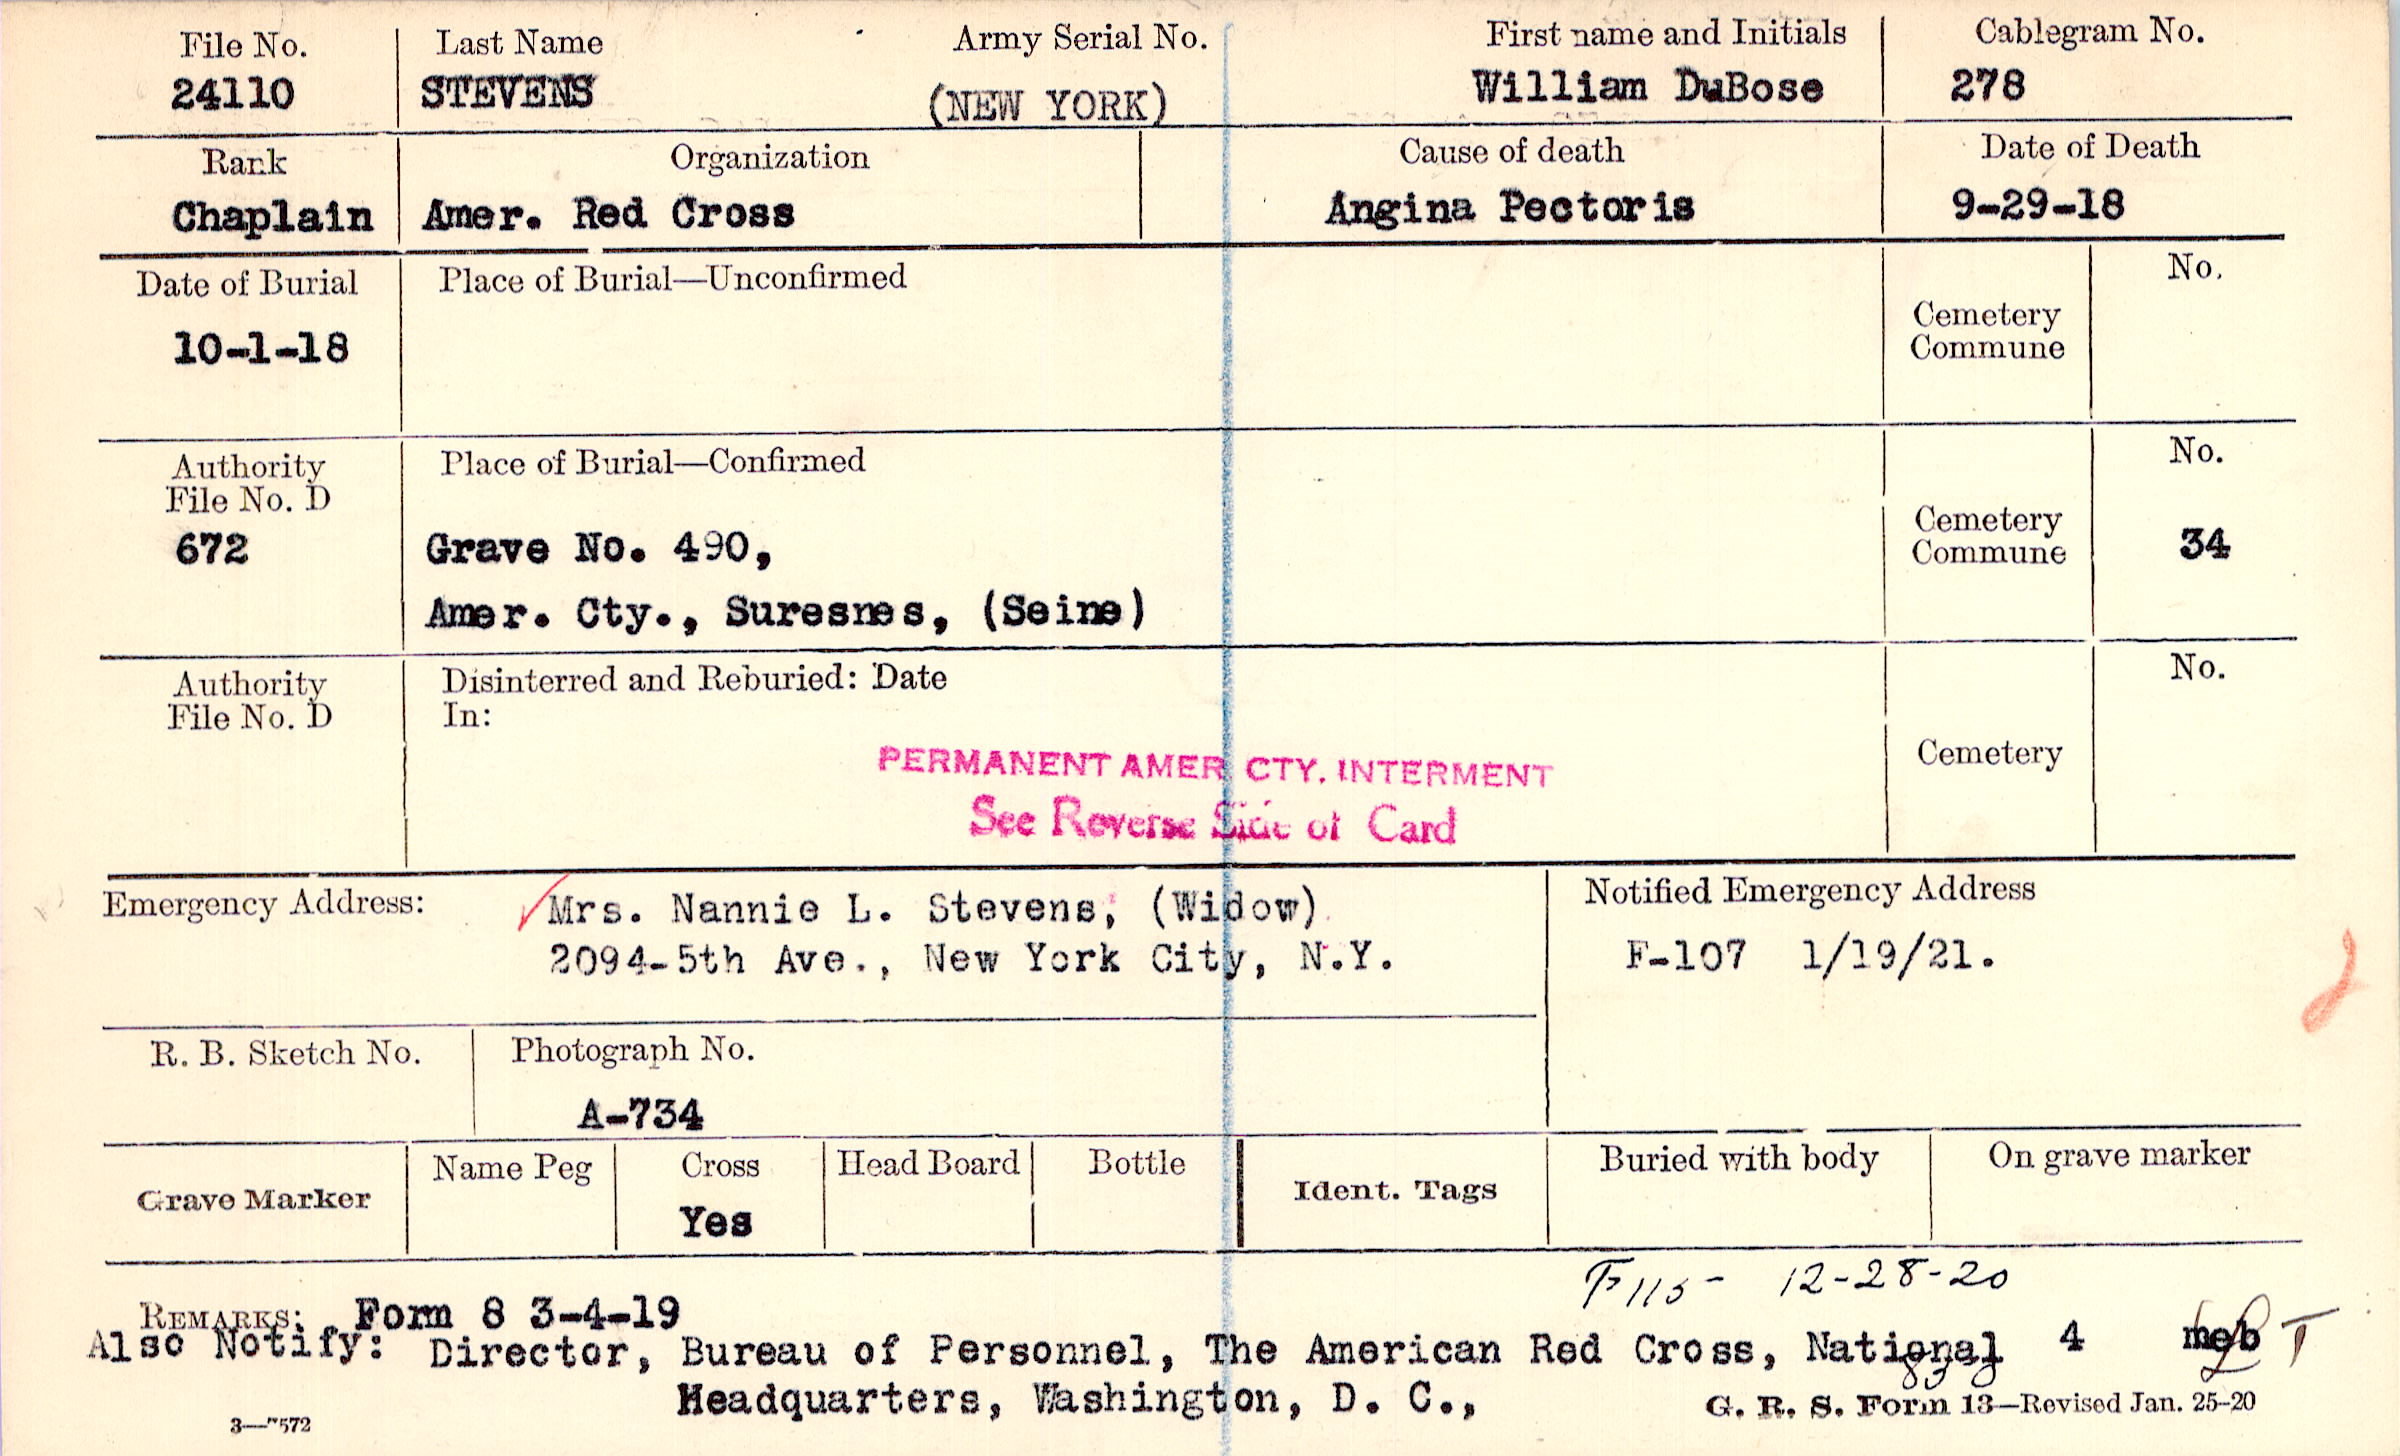 File No. Last Name Army Serial No. First name and Initials Cablegram No.
24110 STEVENS (NEW YORK) William DuBose 278
Rank Organization Cause of death Date of Death
Chaplain Amer. Red Cross Angina Pectoris 9-29-18
Date of Burial Place of Burial—Unconfirmed No.
10-1-18 Cemetery
Commune
Authority Place of Burial—Confirmed No.
File No. D
672 Grave No. 490, Cemetery
Commune 34
Amer. Cty., Suresnes, (Seine)
Authority Disinterred and Reburied: Date No.
File No. D In:
Cemetery
PERMANENT AMER. CTY. INTERMENT
See Reverse Side of Card
Emergency Address: Mrs. Nannie L. Stevens, (Widow) Notified Emergency Address
2094-5th Ave., New York City, N.Y. F-107 1/19/21.
R. B. Sketch No. Photograph No.
A-734
Grave Marker Name Peg Cross Head Board Bottle Ident. Tags Buried with body On grave marker
Yes
F115- 12-28-20
REMARKS: Form 8 3-4-19
Also Notify: Director, Bureau of Personnel, The American Red Cross, National 4 meb
838
Headquarters, Washington, D. C.,
3—7572 G. R. S. Form 13—Revised Jan. 25-20